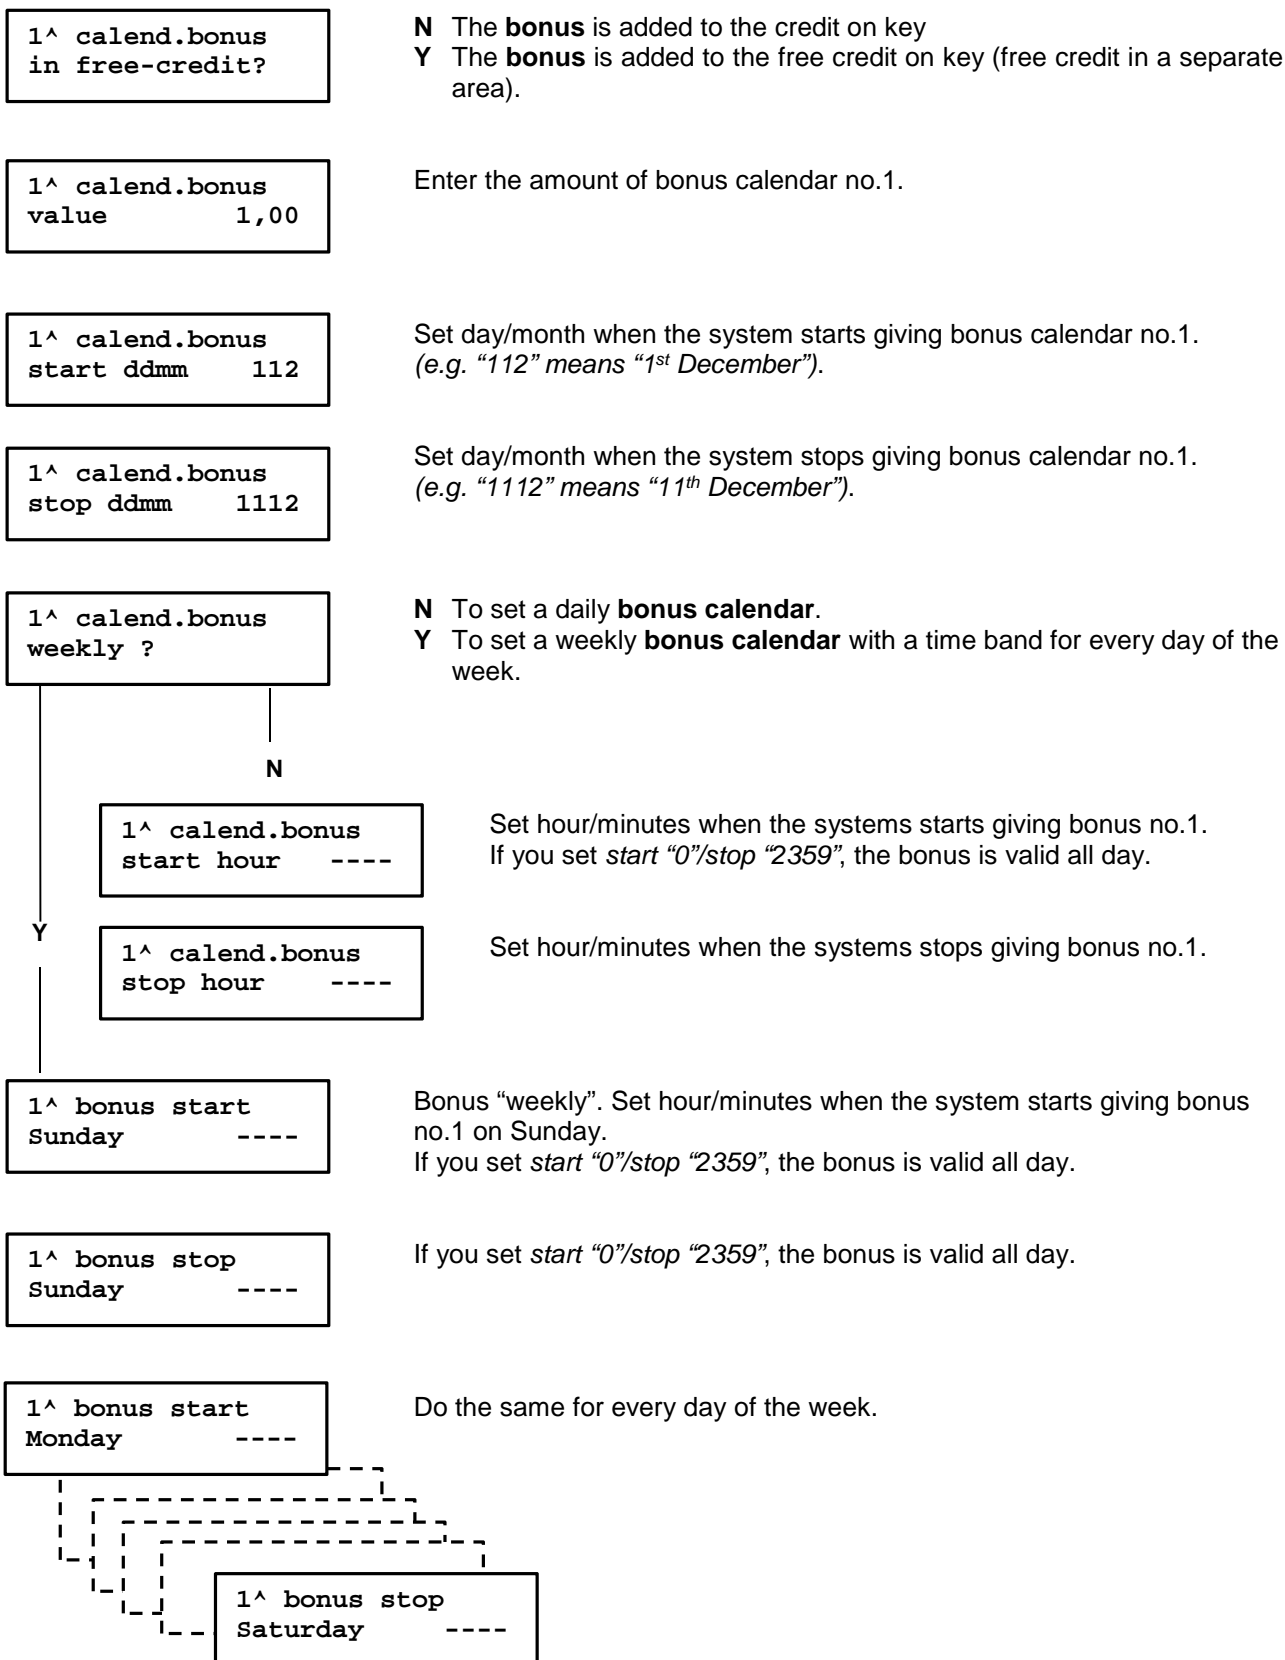 1^ calend.bonus
in free-credit?
N The bonus is added to the credit on key
Y The bonus is added to the free credit on key (free credit in a separate
area).
1^ calend.bonus
value 1,00
Enter the amount of bonus calendar no.1.
1^ calend.bonus
start ddmm 112
Set day/month when the system starts giving bonus calendar no.1.
(e.g. “112” means “1st December”).
1^ calend.bonus
stop ddmm 1112
Set day/month when the system stops giving bonus calendar no.1.
(e.g. “1112” means “11th December”).
1^ calend.bonus
weekly ?
N To set a daily bonus calendar.
Y To set a weekly bonus calendar with a time band for every day of the
week.
N
1^ calend.bonus
start hour ----
Set hour/minutes when the systems starts giving bonus no.1.
If you set start “0”/stop “2359”, the bonus is valid all day.
Y
1^ calend.bonus
stop hour ----
Set hour/minutes when the systems stops giving bonus no.1.
1^ bonus start
Sunday ----
Bonus “weekly”. Set hour/minutes when the system starts giving bonus
no.1 on Sunday.
If you set start “0”/stop “2359”, the bonus is valid all day.
1^ bonus stop
Sunday ----
If you set start “0”/stop “2359”, the bonus is valid all day.
1^ bonus start
Monday ----
Do the same for every day of the week.
1^ bonus stop
Saturday ----